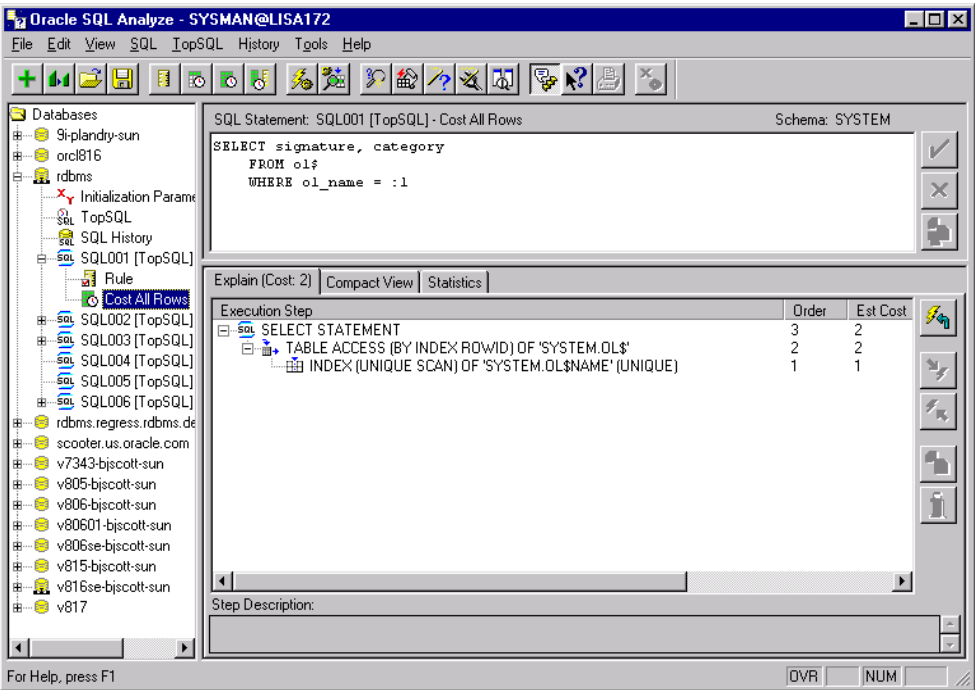 Oracle SQL Analyze - SYSMAN@LISA172
File Edit View SQL TopSQL History Tools Help
Databases
9i-plandry-sun
orcl816
rdbms
Initialization Parame
TopSQL
SQL History
SQL001 [TopSQL]
Rule
Cost All Rows
SQL002 [TopSQL]
SQL003 [TopSQL]
SQL004 [TopSQL]
SQL005 [TopSQL]
SQL006 [TopSQL]
rdbms.regress.rdbms.de
scooter.us.oracle.com
v7343-bjscott-sun
v805-bjscott-sun
v806-bjscott-sun
v80601-bjscott-sun
v806se-bjscott-sun
v815-bjscott-sun
v816se-bjscott-sun
v817
SQL Statement: SQL001 [TopSQL] - Cost All Rows Schema: SYSTEM
SELECT signature, category
FROM ol$
WHERE ol_name = :1
Explain (Cost: 2) Compact View Statistics
Execution Step Order Est Cost
SELECT STATEMENT 3 2
TABLE ACCESS (BY INDEX ROWID) OF 'SYSTEM.OL$' 2 2
INDEX (UNIQUE SCAN) OF 'SYSTEM.OL$NAME' (UNIQUE) 1 1
Step Description:
For Help, press F1 OVR NUM